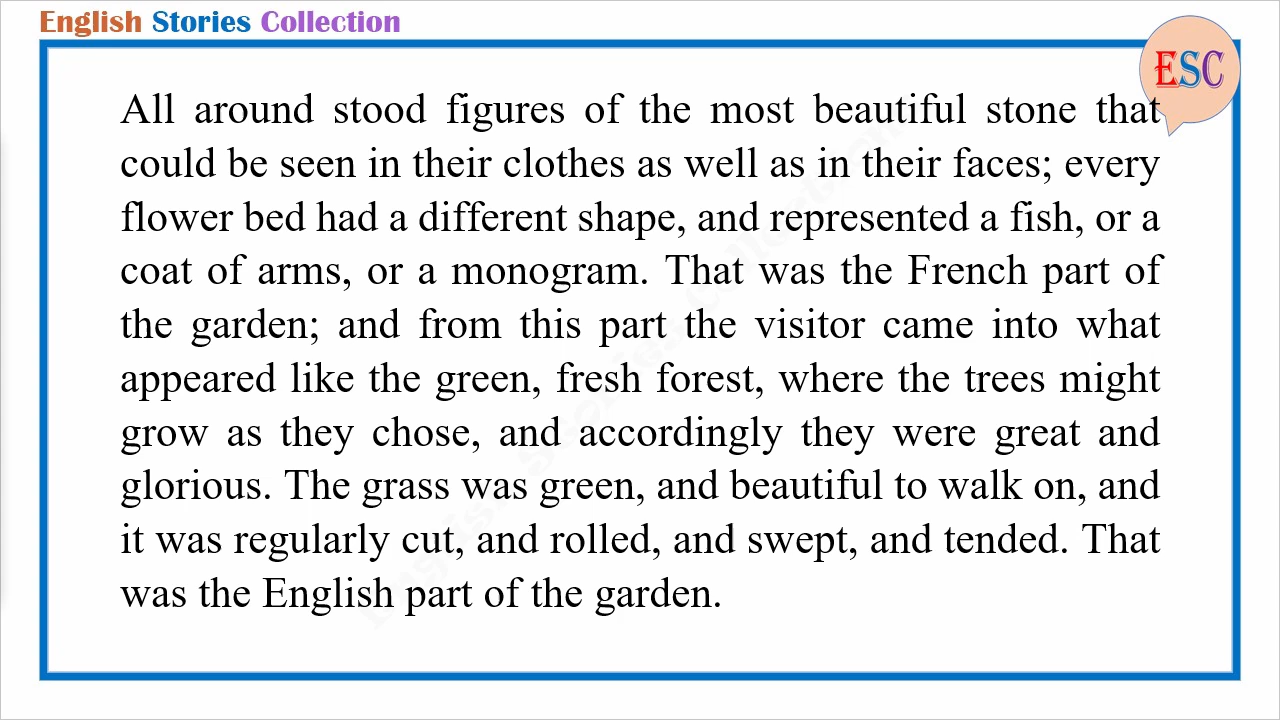 English Stories Collection
ESC
All around stood figures of the most beautiful stone that
could be seen in their clothes as well as in their faces; every
flower bed had a different shape, and represented a fish, or a
coat of arms, or a monogram. That was the French part of
the garden; and from this part the visitor came into what
appeared like the green, fresh forest, where the trees might
grow as they chose, and accordingly they were great and
glorious. The grass was green, and beautiful to walk on, and
it was regularly cut, and rolled, and swept, and tended. That
was the English part of the garden.
English Stories Collection